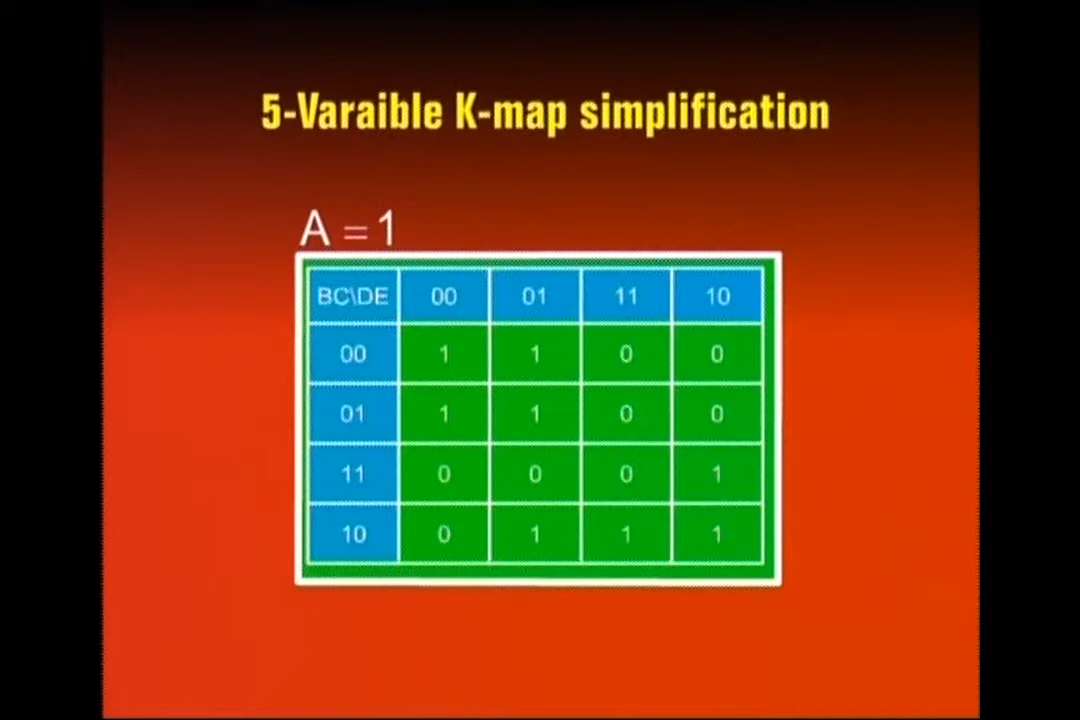 5-Varaible K-map simplification
A = 1
BC\DE 00 01 11 10
00 1 1 0 0
01 1 1 0 0
11 0 0 0 1
10 0 1 1 1